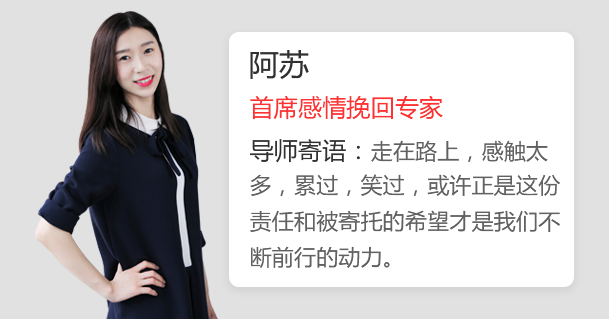 阿苏
首席感情挽回专家
导师寄语：走在路上，感触太
多，累过，笑过，或许正是这份
责任和被寄托的希望才是我们不
断前行的动力。